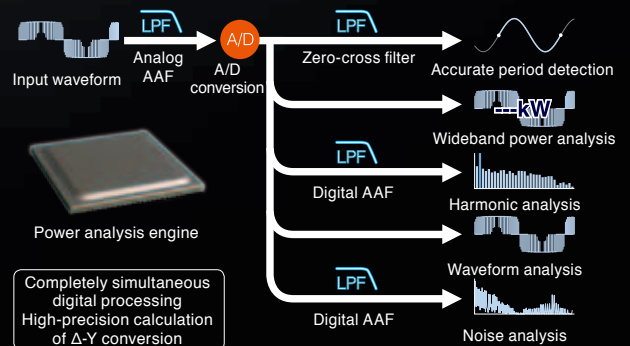 LPF
Input waveform
Analog
AAF
A/D
A/D
conversion
LPF
Zero-cross filter
Accurate period detection
---kW
Wideband power analysis
LPF
Digital AAF
Harmonic analysis
Waveform analysis
LPF
Digital AAF
Noise analysis
Power analysis engine
Completely simultaneous
digital processing
High-precision calculation
of Δ-Y conversion